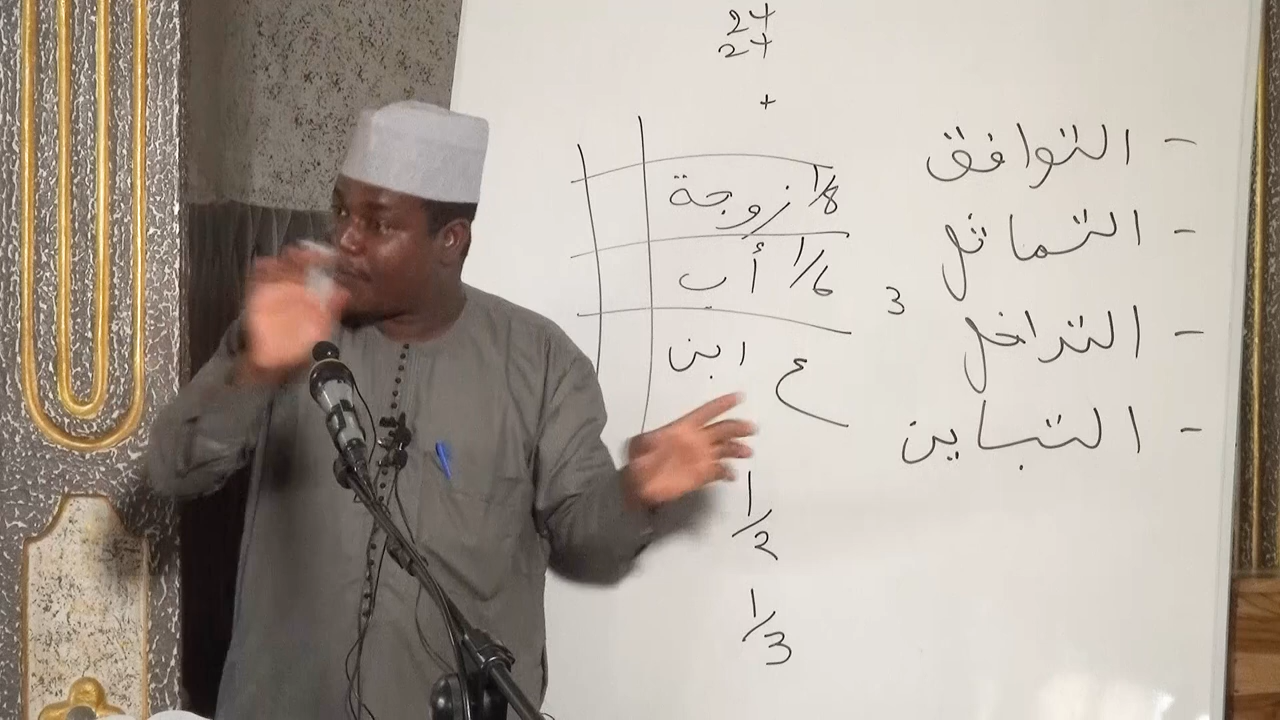 24
24
+
- التوافق
- التماثل
- التداخل
- التباين
3
1/8 زوجة
1/6 أب
ع ابن
1/2
1/3